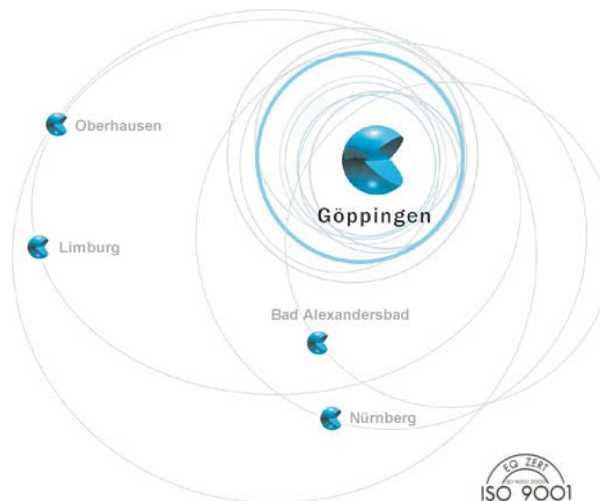 Oberhausen
Göppingen
Limburg
Bad Alexandersbad
Nürnberg
EQ ZERT
ISO 9001